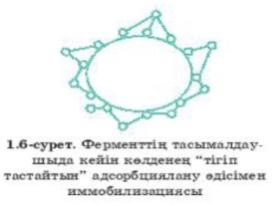 1.6-сурет. Ферменттің тасымалдау-
шыда кейін көлденең “тігіп
тастайтын” адсорбциялану әдісімен
иммобилизациясы